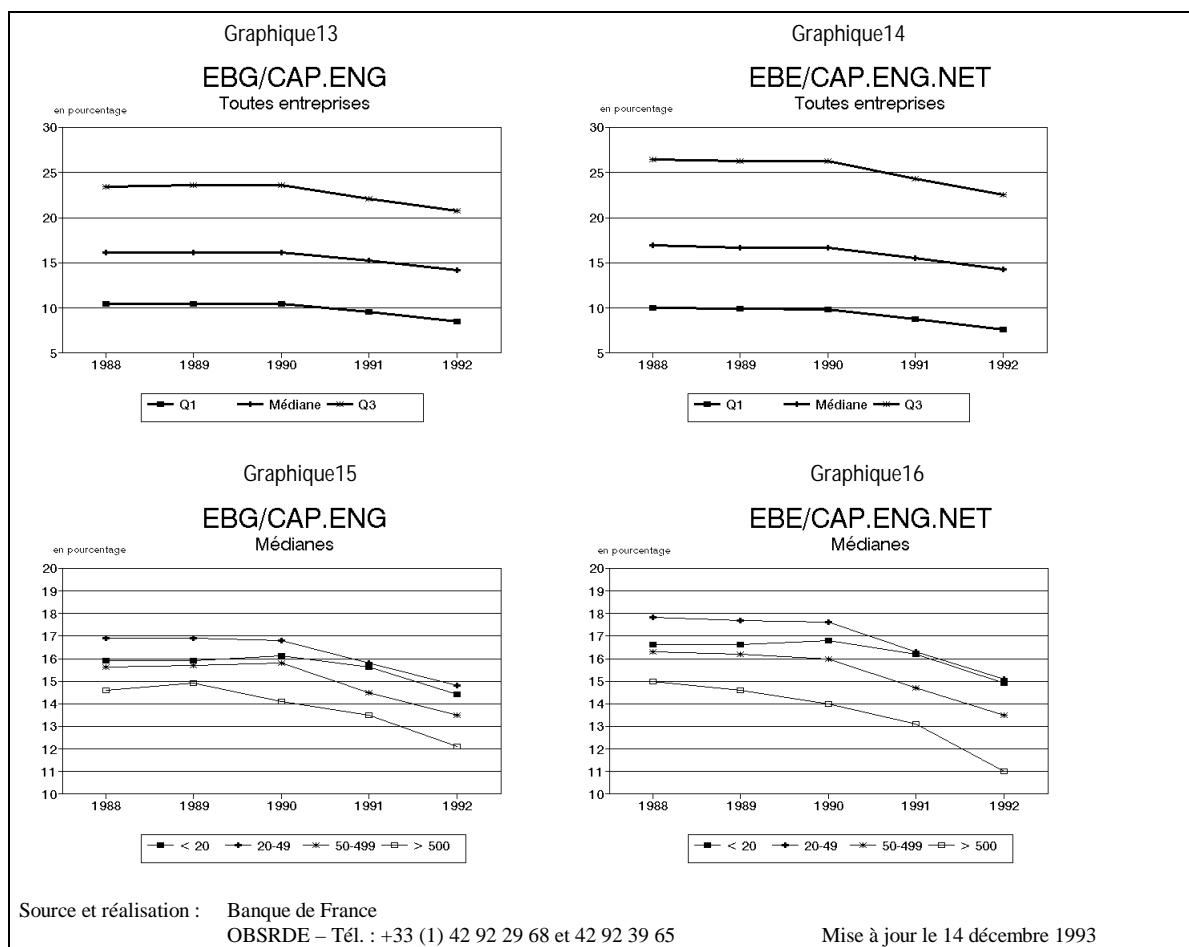 Graphique13
EBG/CAP.ENG
Toutes entreprises
en pourcentage
30
25
20
15
10
5
1988 1989 1990 1991 1992
Q1 Médiane Q3
Graphique14
EBE/CAP.ENG.NET
Toutes entreprises
en pourcentage
30
25
20
15
10
5
1988 1989 1990 1991 1992
Q1 Médiane Q3
Graphique15
EBG/CAP.ENG
Médianes
en pourcentage
20
19
18
17
16
15
14
13
12
11
10
1988 1989 1990 1991 1992
< 20 20-49 50-499 > 500
Graphique16
EBE/CAP.ENG.NET
Médianes
en pourcentage
20
19
18
17
16
15
14
13
12
11
10
1988 1989 1990 1991 1992
< 20 20-49 50-499 > 500
Source et réalisation : Banque de France
OBSRDE – Tél. : +33 (1) 42 92 29 68 et 42 92 39 65 Mise à jour le 14 décembre 1993